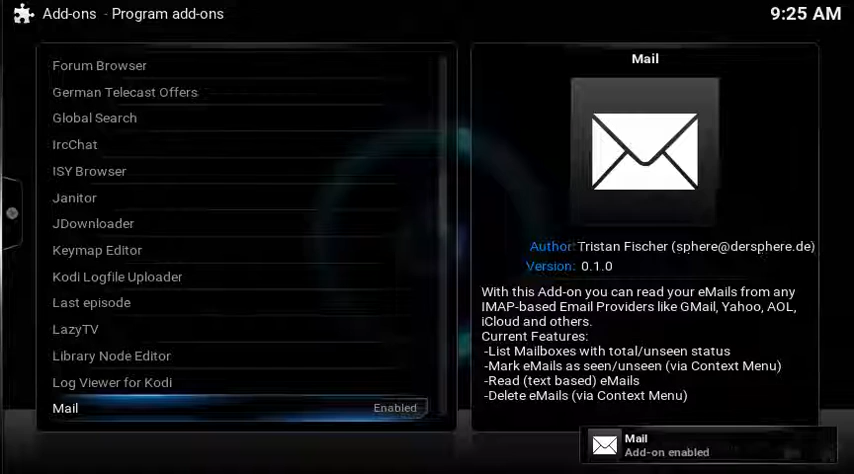 Add-ons - Program add-ons
9:25 AM
Forum Browser
German Telecast Offers
Global Search
IrcChat
ISY Browser
Janitor
JDownloader
Keymap Editor
Kodi Logfile Uploader
Last episode
LazyTV
Library Node Editor
Log Viewer for Kodi
Mail Enabled
Mail
Author: Tristan Fischer (sphere@dersphere.de)
Version: 0.1.0
With this Add-on you can read your eMails from any
IMAP-based Email Providers like GMail, Yahoo, AOL,
iCloud and others.
Current Features:
-List Mailboxes with total/unseen status
-Mark eMails as seen/unseen (via Context Menu)
-Read (text based) eMails
-Delete eMails (via Context Menu)
Mail
Add-on enabled